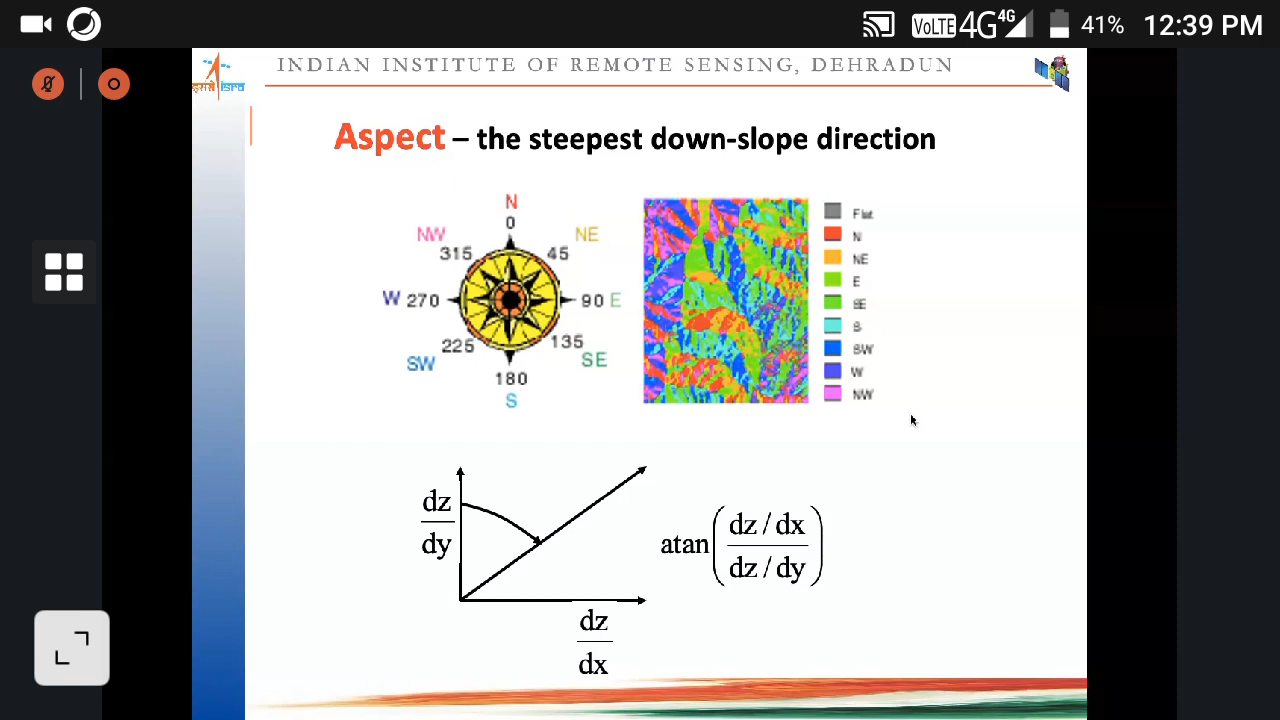 VoLTE 4G 4G 41% 12:39 PM
INDIAN INSTITUTE OF REMOTE SENSING, DEHRADUN
इसरो isro
Aspect – the steepest down-slope direction
N
0
NW NE
315 45
W 270 90 E
225 135
SW SE
180
S
Flat
N
NE
E
SE
S
SW
W
NW
dz
dy
dz
dx
atan(dz / dx
dz / dy)